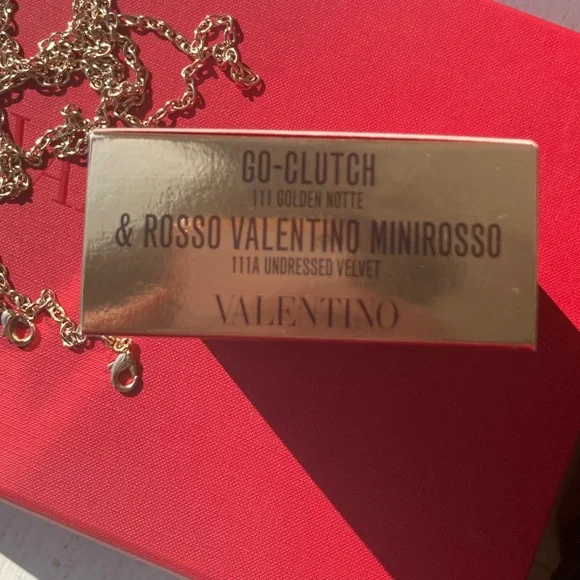 GO-CLUTCH
111 GOLDEN NOTTE
& ROSSO VALENTINO MINIROSSO
111A UNDRESSED VELVET
VALENTINO